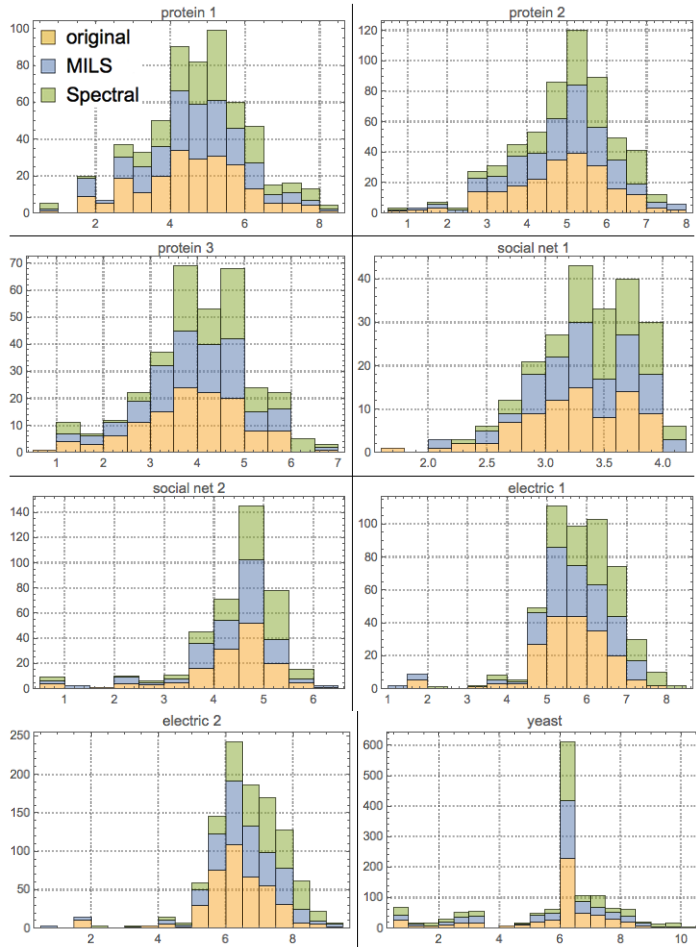 protein 1
protein 2
original
MILS
Spectral
100
80
60
40
20
0
2 4 6 8
120
100
80
60
40
20
0
1 2 3 4 5 6 7 8
protein 3
social net 1
70
60
50
40
30
20
10
0
1 2 3 4 5 6 7
40
30
20
10
0
2.0 2.5 3.0 3.5 4.0
social net 2
electric 1
140
120
100
80
60
40
20
0
1 2 3 4 5 6
100
80
60
40
20
0
1 2 3 4 5 6 7 8
electric 2
yeast
250
200
150
100
50
0
2 4 6 8
600
500
400
300
200
100
0
2 4 6 8 10